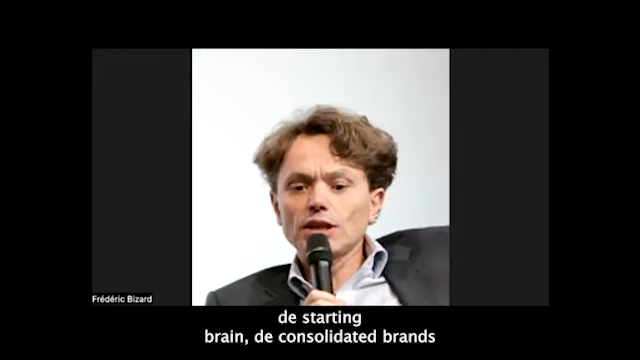 Frédéric Bizard
de starting
brain, de consolidated brands